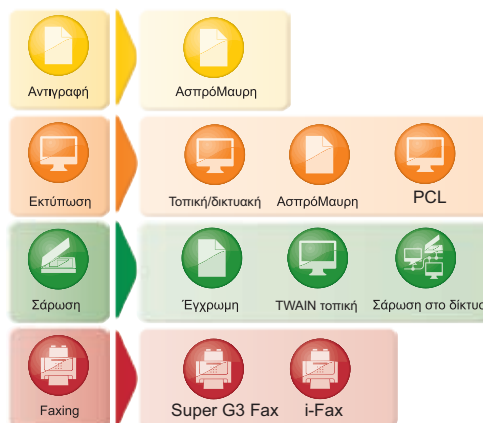 Αντιγραφή
ΑσπρόΜαυρη
Εκτύπωση
Τοπική/δικτυακή
ΑσπρόΜαυρη
PCL
Σάρωση
Έγχρωμη
TWAIN τοπική
Σάρωση στο δίκτυο
Faxing
Super G3 Fax
i-Fax